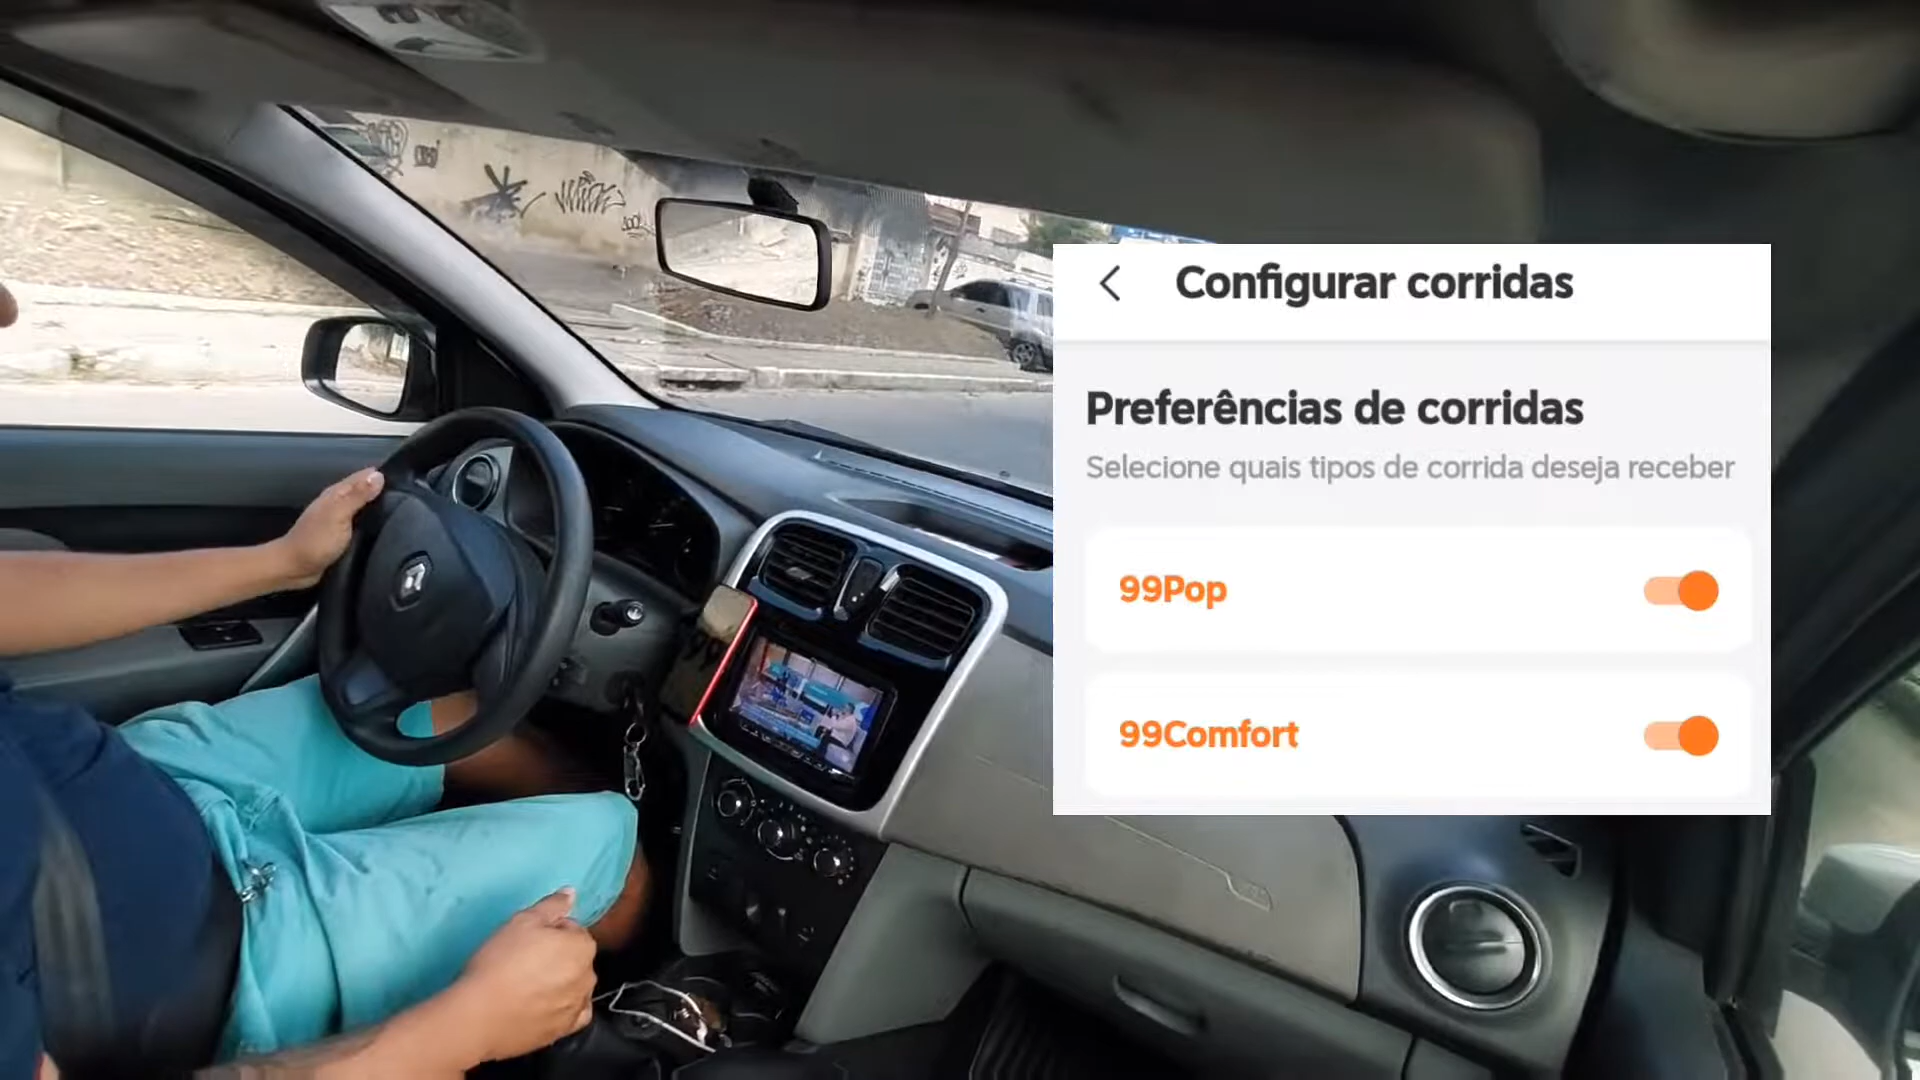 Configurar corridas
Preferências de corridas
Selecione quais tipos de corrida deseja receber
99Pop
99Comfort